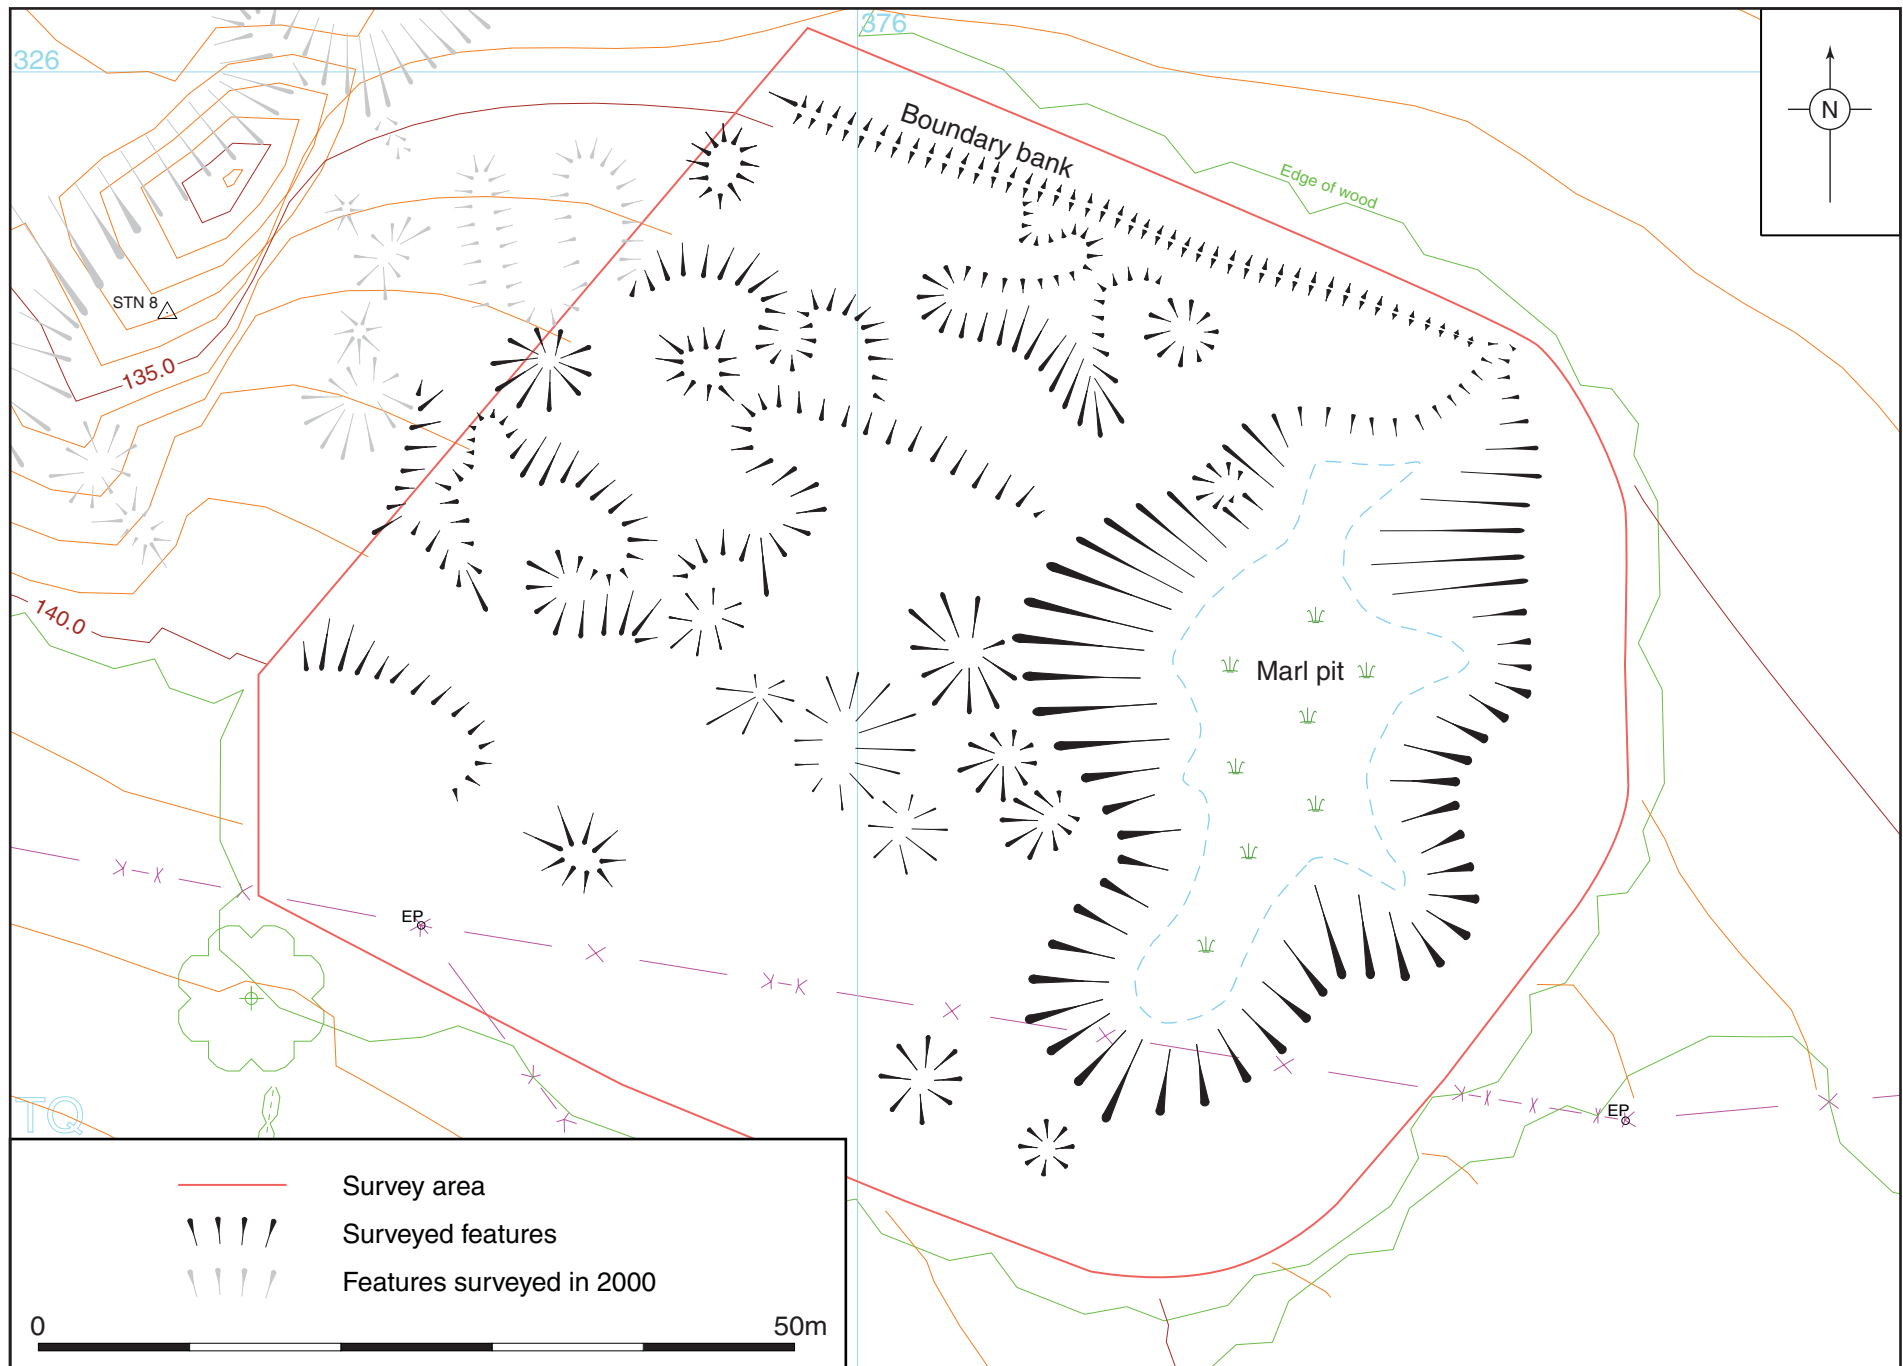 376
326
N
Boundary bank
Edge of wood
STN 8
135.0
140.0
Marl pit
EP
EP
TQ
Survey area
Surveyed features
Features surveyed in 2000
0 50m